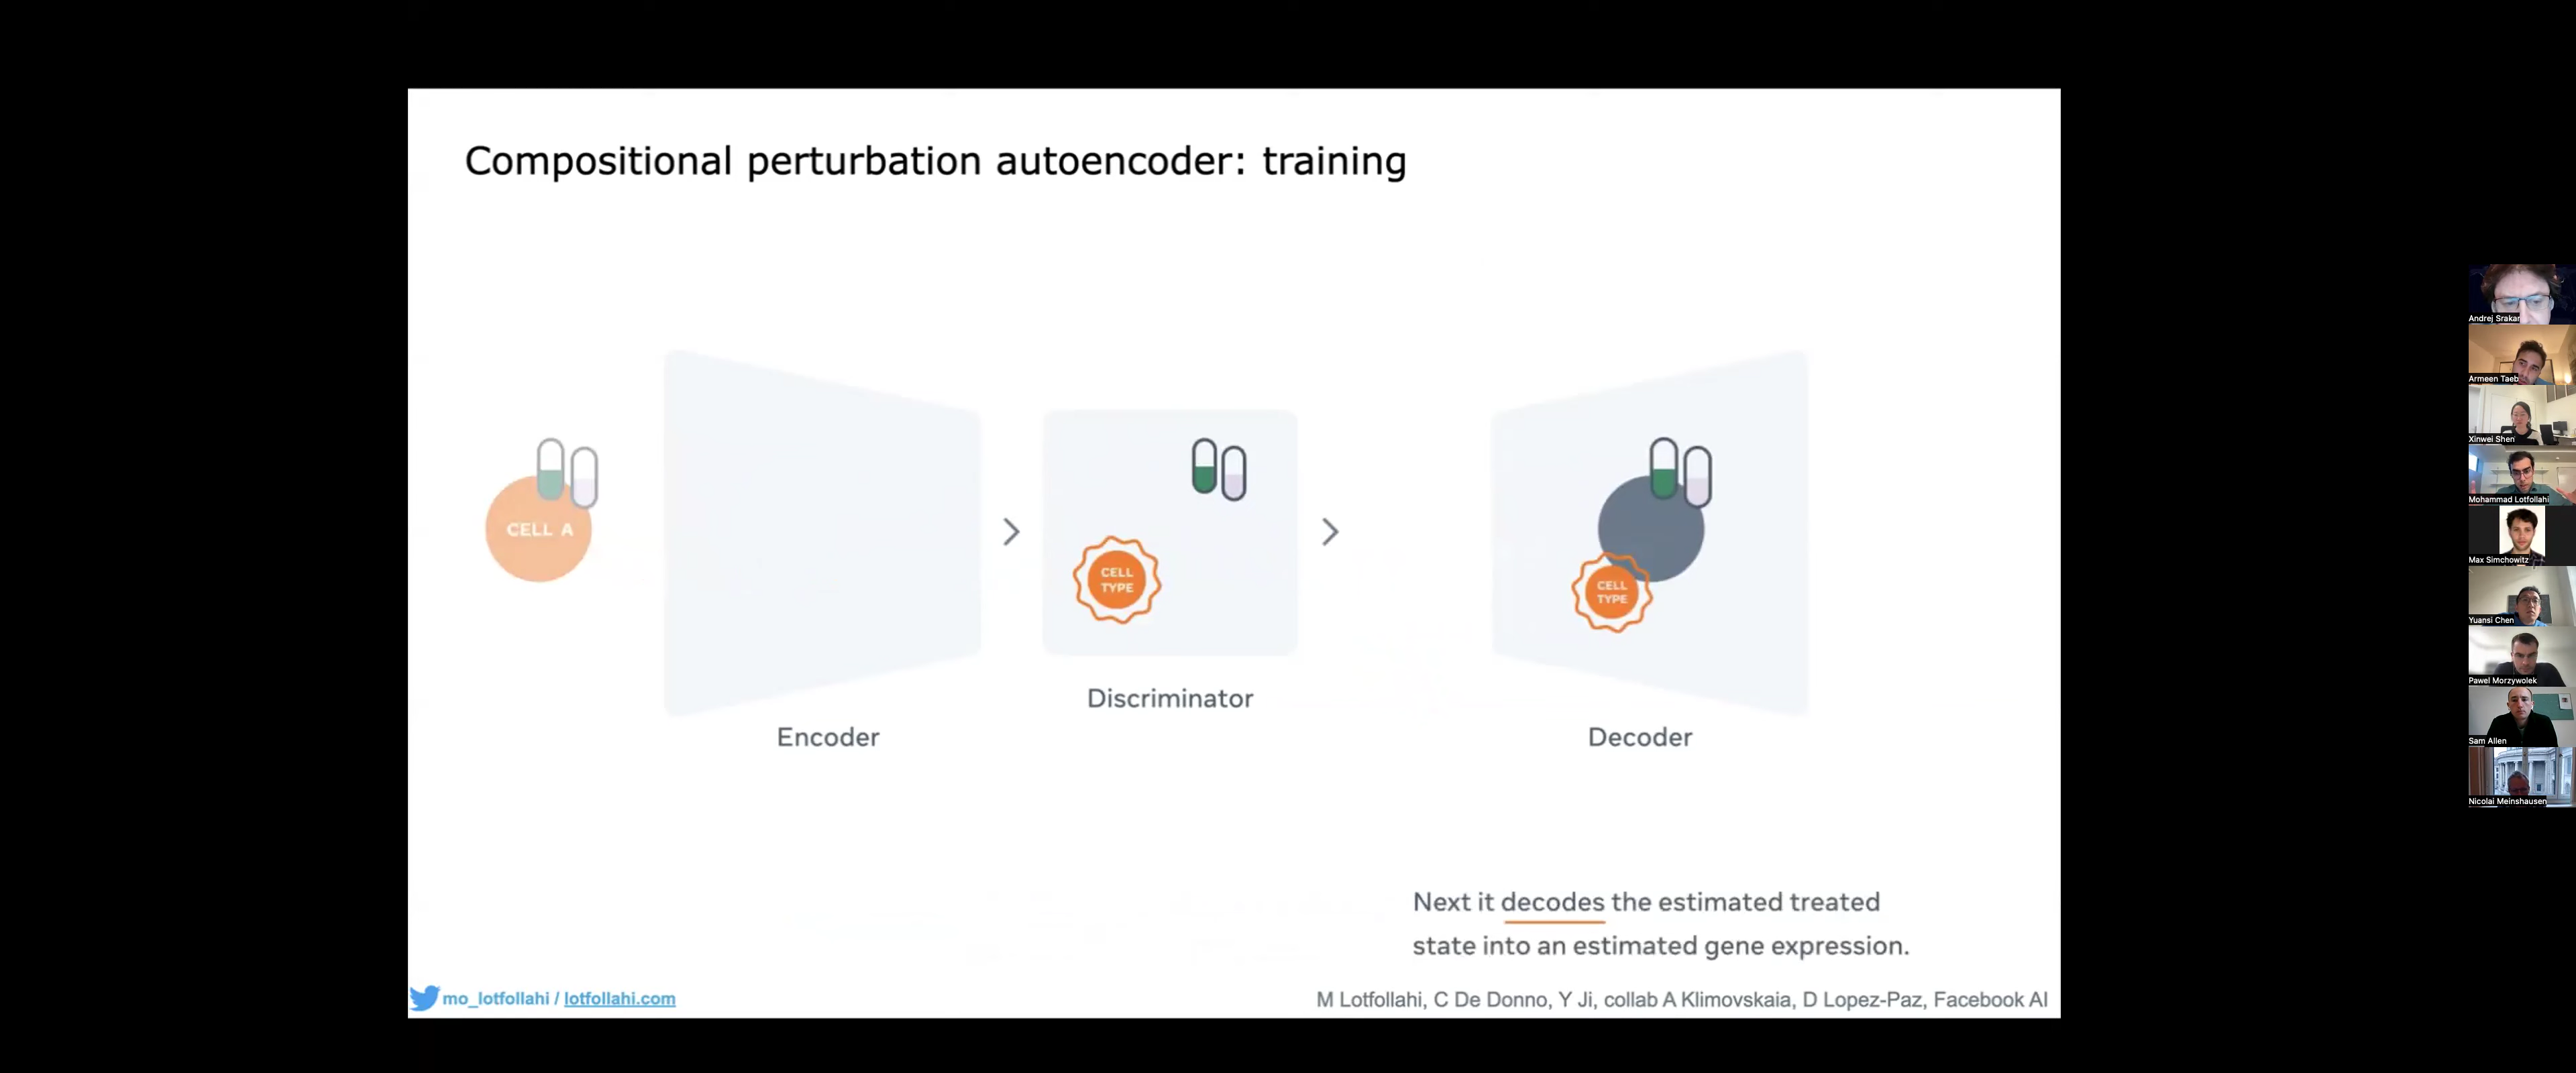 Compositional perturbation autoencoder: training
CELL A
CELL
TYPE
CELL
TYPE
Discriminator
Encoder
Decoder
Next it decodes the estimated treated
state into an estimated gene expression.
mo_lotfollahi / lotfollahi.com
M Lotfollahi, C De Donno, Y Ji, collab A Klimovskaia, D Lopez-Paz, Facebook AI
Andrej Srakar
Armeen Taeb
Xinwei Shen
Mohammad Lotfollahi
Max Simchowitz
Yuansi Chen
Pawel Morzywolek
Sam Allen
Nicolai Meinshausen